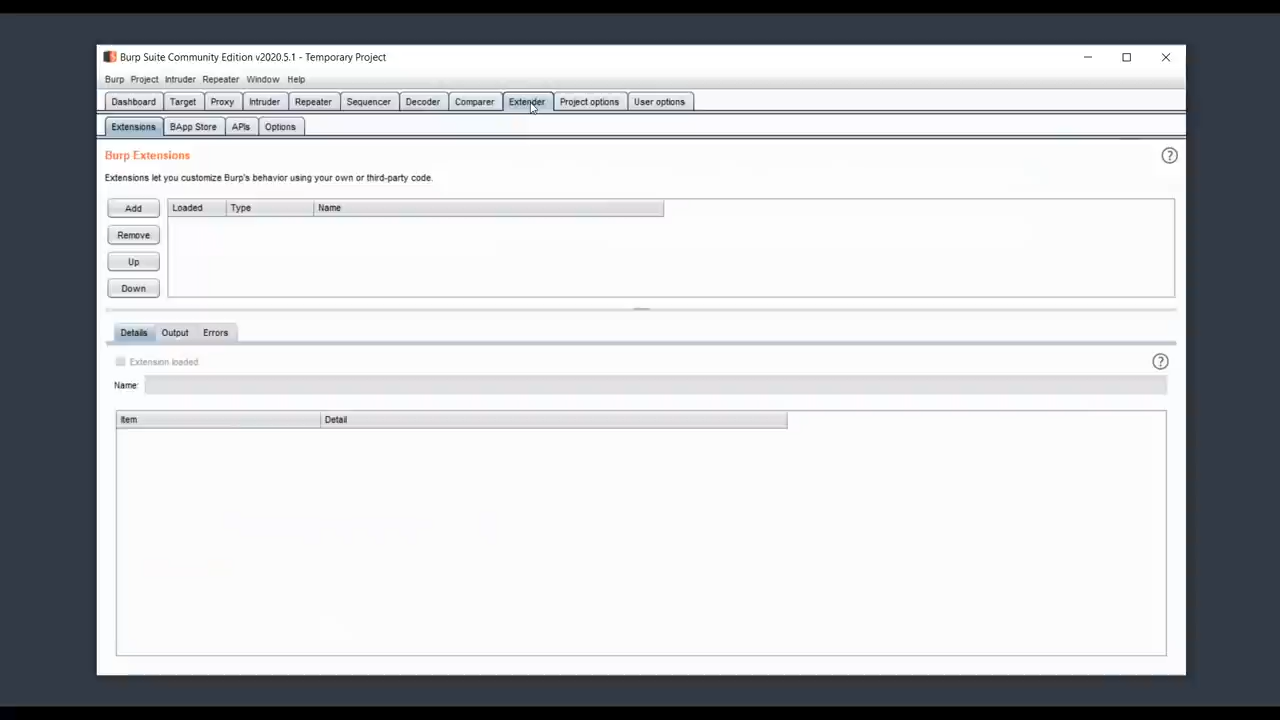 Burp Suite Community Edition v2020.5.1 - Temporary Project
Burp Project Intruder Repeater Window Help
Dashboard Target Proxy Intruder Repeater Sequencer Decoder Comparer Extender Project options User options
Extensions BApp Store APIs Options
Burp Extensions
?
Extensions let you customize Burp's behavior using your own or third-party code.
Add Loaded Type Name
Remove
Up
Down
Details Output Errors
Extension loaded ?
Name:
Item Detail